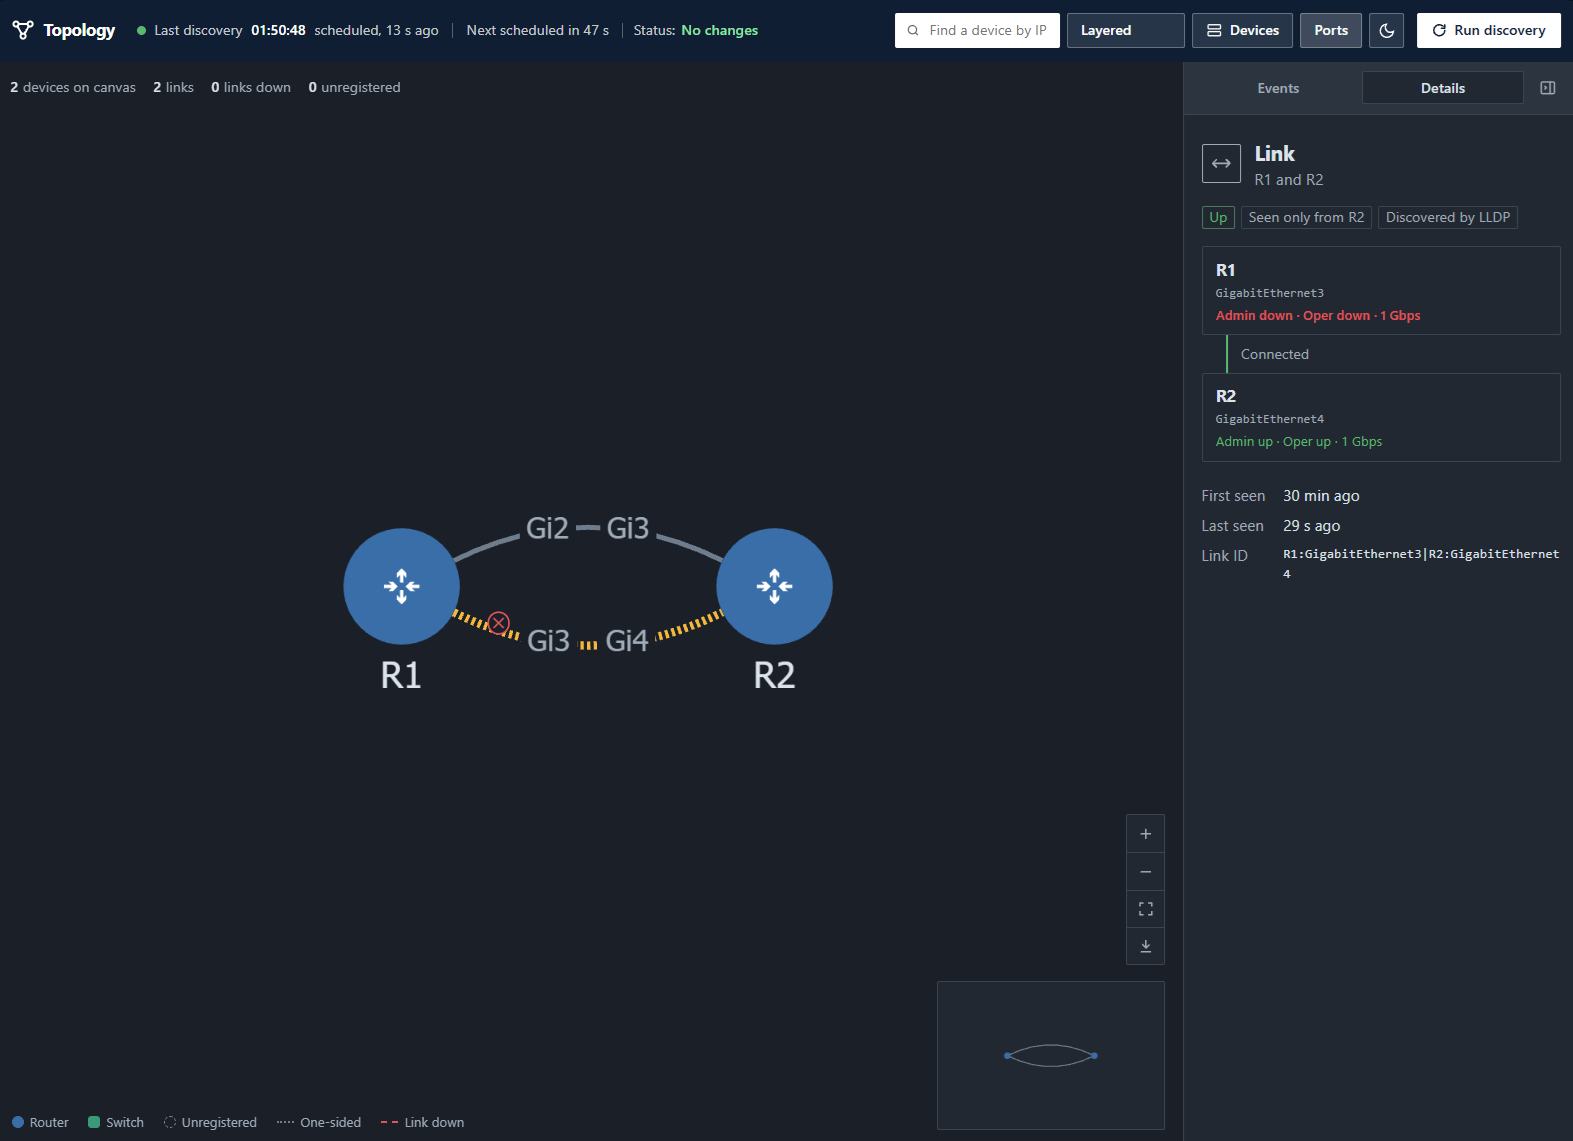 Topology
Last discovery 01:50:48 scheduled, 13 s ago
Next scheduled in 47 s
Status: No changes
Find a device by IP
Layered
Devices
Ports
Run discovery
2 devices on canvas 2 links 0 links down 0 unregistered
Events
Details
Link
R1 and R2
Up
Seen only from R2
Discovered by LLDP
R1
GigabitEthernet3
Admin down · Oper down · 1 Gbps
Connected
R2
GigabitEthernet4
Admin up · Oper up · 1 Gbps
First seen 30 min ago
Last seen 29 s ago
Link ID R1:GigabitEthernet3|R2:GigabitEthernet
4
Gi2 Gi3
Gi3 Gi4
R1
R2
Router
Switch
Unregistered
One-sided
Link down